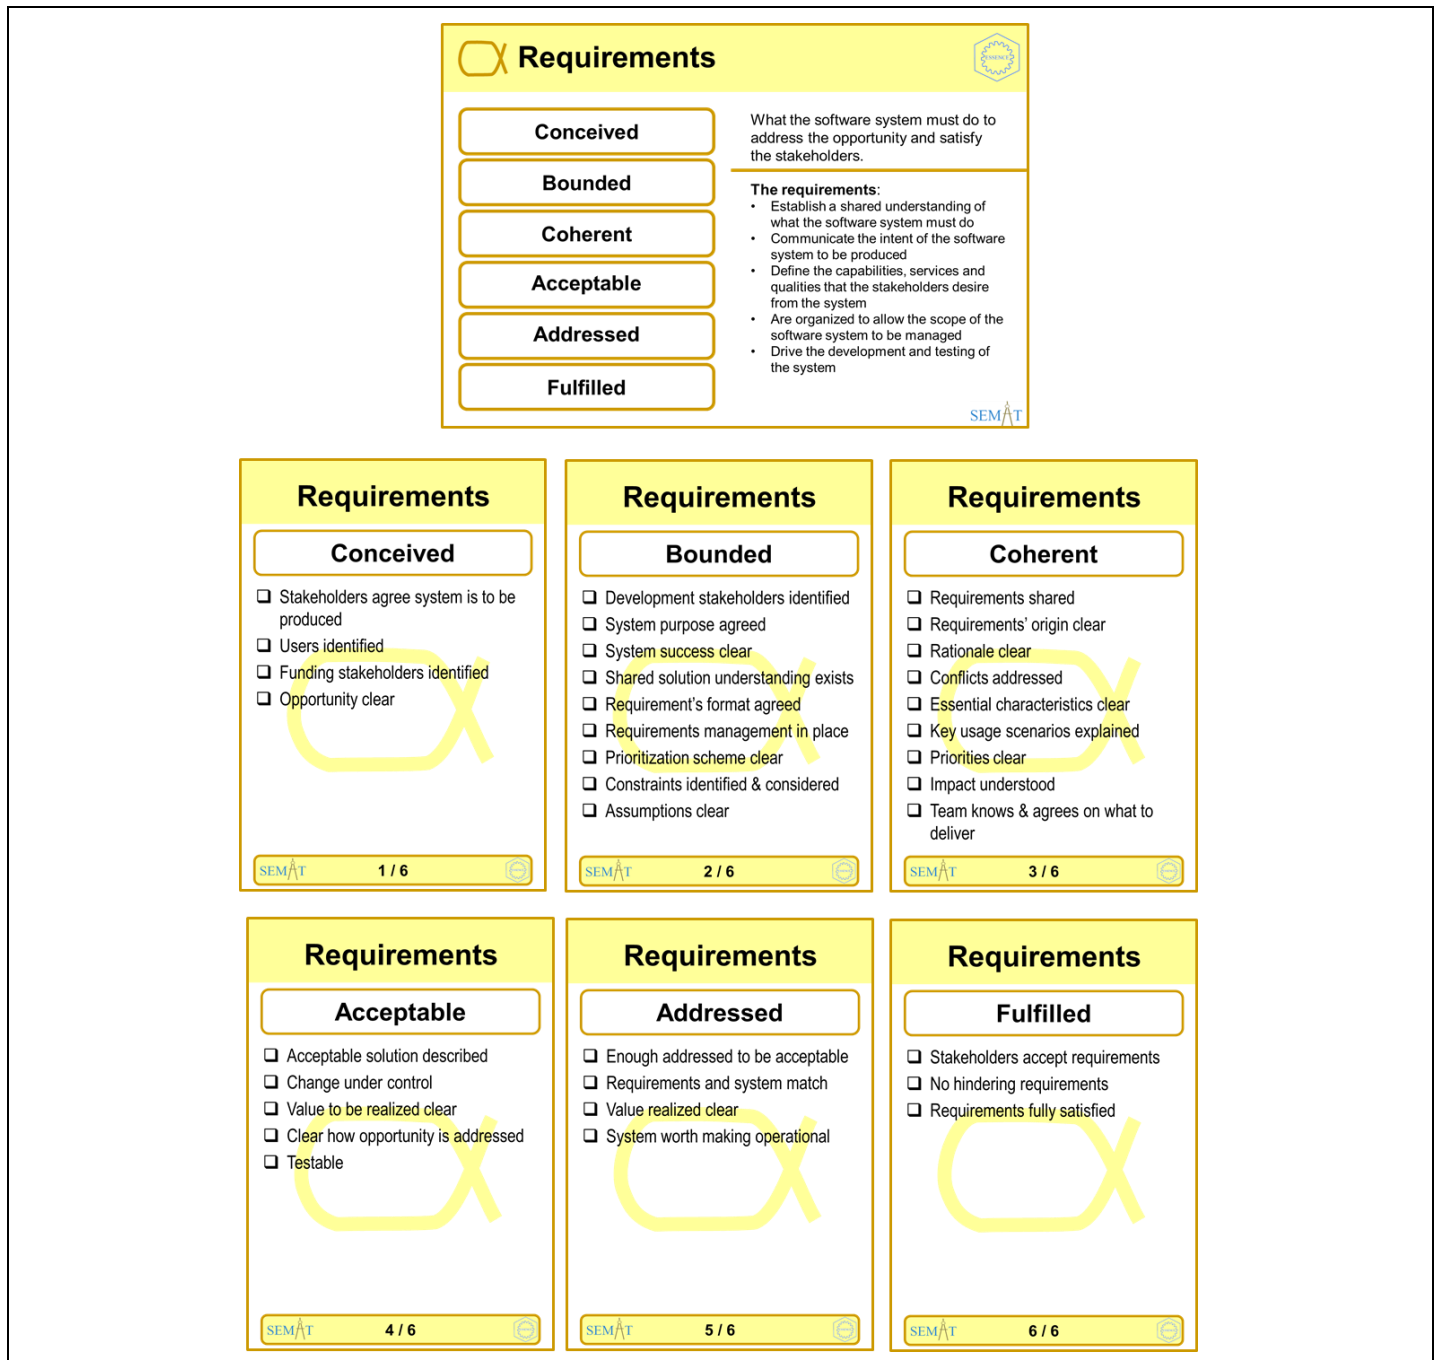 Requirements
ESSENCE
Conceived
Bounded
Coherent
Acceptable
Addressed
Fulfilled
What the software system must do to
address the opportunity and satisfy
the stakeholders.
The requirements:
• Establish a shared understanding of
what the software system must do
• Communicate the intent of the software
system to be produced
• Define the capabilities, services and
qualities that the stakeholders desire
from the system
• Are organized to allow the scope of the
software system to be managed
• Drive the development and testing of
the system
SEMAT
Requirements
Conceived
❑ Stakeholders agree system is to be
produced
❑ Users identified
❑ Funding stakeholders identified
❑ Opportunity clear
SEMAT 1 / 6
Requirements
Bounded
❑ Development stakeholders identified
❑ System purpose agreed
❑ System success clear
❑ Shared solution understanding exists
❑ Requirement’s format agreed
❑ Requirements management in place
❑ Prioritization scheme clear
❑ Constraints identified & considered
❑ Assumptions clear
SEMAT 2 / 6
Requirements
Coherent
❑ Requirements shared
❑ Requirements’ origin clear
❑ Rationale clear
❑ Conflicts addressed
❑ Essential characteristics clear
❑ Key usage scenarios explained
❑ Priorities clear
❑ Impact understood
❑ Team knows & agrees on what to
deliver
SEMAT 3 / 6
Requirements
Acceptable
❑ Acceptable solution described
❑ Change under control
❑ Value to be realized clear
❑ Clear how opportunity is addressed
❑ Testable
SEMAT 4 / 6
Requirements
Addressed
❑ Enough addressed to be acceptable
❑ Requirements and system match
❑ Value realized clear
❑ System worth making operational
SEMAT 5 / 6
Requirements
Fulfilled
❑ Stakeholders accept requirements
❑ No hindering requirements
❑ Requirements fully satisfied
SEMAT 6 / 6